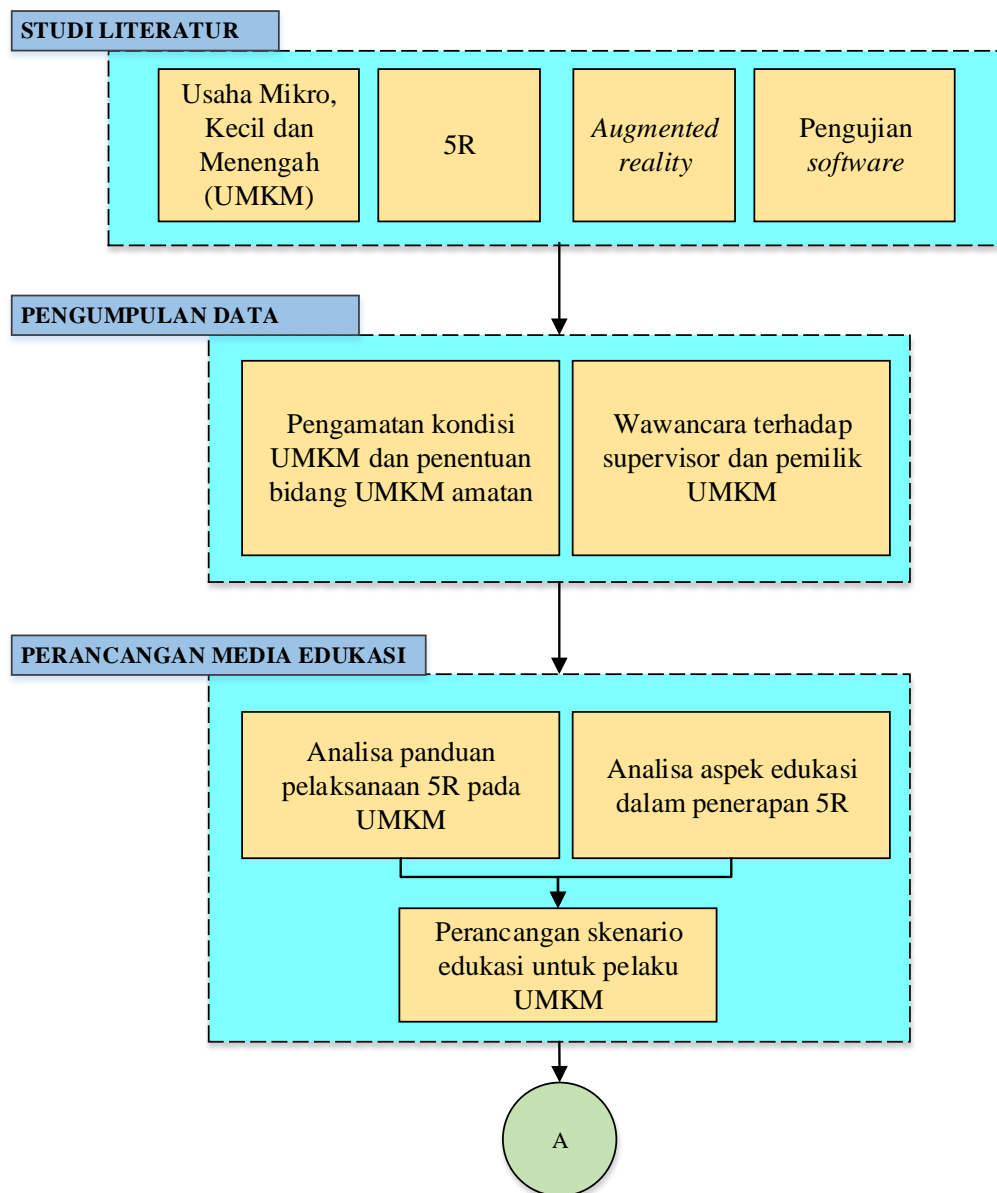 STUDI LITERATUR
Usaha Mikro,
Kecil dan
Menengah
(UMKM)
5R
Augmented
reality
Pengujian
software
PENGUMPULAN DATA
Pengamatan kondisi
UMKM dan penentuan
bidang UMKM amatan
Wawancara terhadap
supervisor dan pemilik
UMKM
PERANCANGAN MEDIA EDUKASI
Analisa panduan
pelaksanaan 5R pada
UMKM
Analisa aspek edukasi
dalam penerapan 5R
Perancangan skenario
edukasi untuk pelaku
UMKM
A